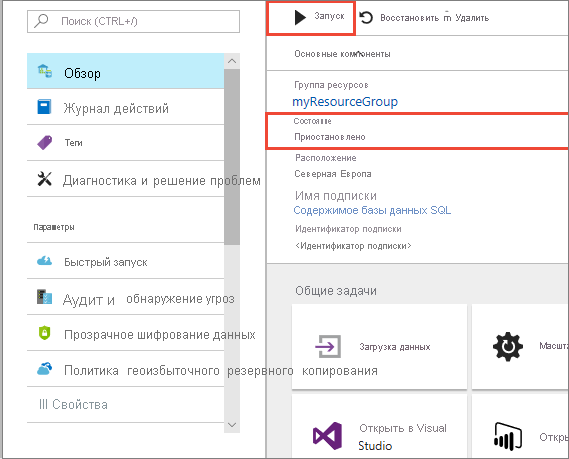 Поиск (CTRL+/)
Обзор
Журнал действий
Теги
Диагностика и решение проблем
Параметры
Быстрый запуск
Аудит и обнаружение угроз
Прозрачное шифрование данных
Политика геоизбыточного резервного копирования
III Свойства
Запуск
Восстановить
Удалить
Основные компоненты
Группа ресурсов
myResourceGroup
Состояние
Приостановлено
Расположение
Северная Европа
Имя подписки
Содержимое базы данных SQL
Идентификатор подписки
<Идентификатор подписки>
Общие задачи
Загрузка данных
Масшта
Открыть в Visual
Studio
Откры